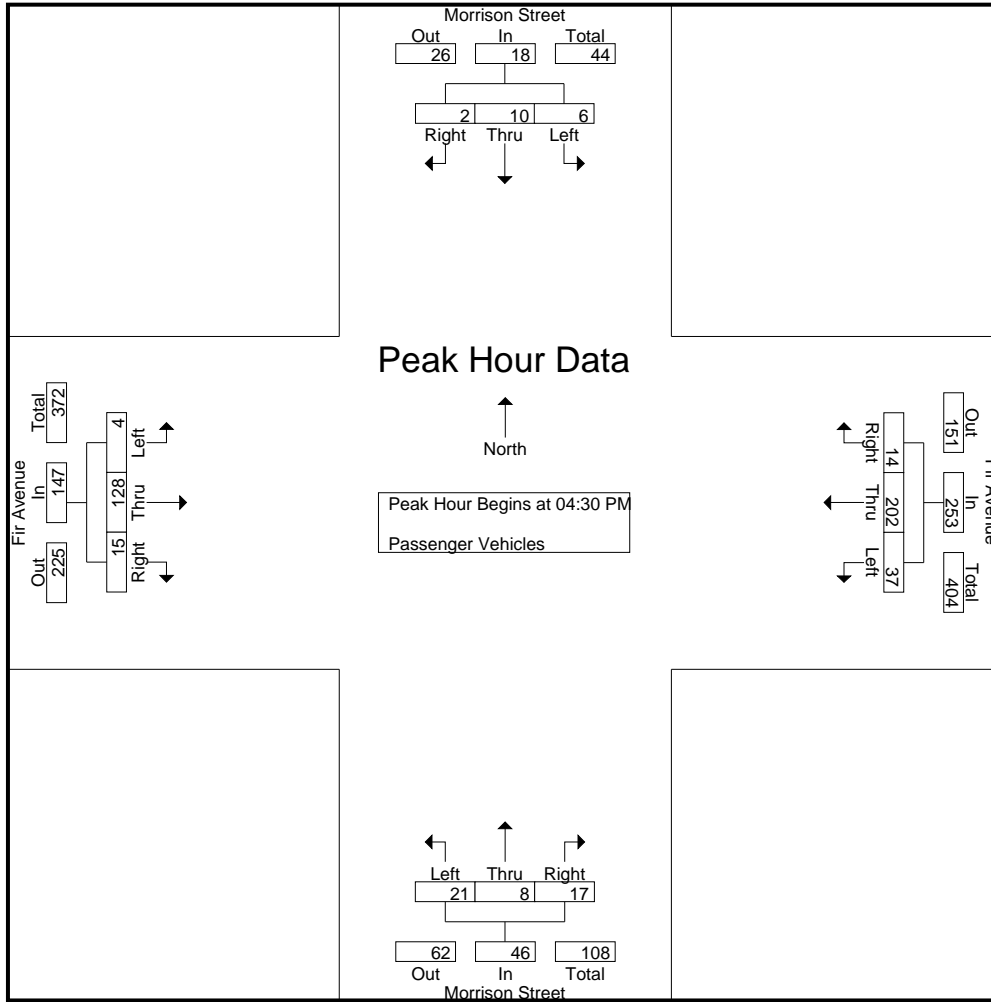 Morrison Street
Out In Total
26 18 44
2 10 6
Right Thru Left
Peak Hour Data
North
Peak Hour Begins at 04:30 PM
Passenger Vehicles
Fir Avenue
Out In Total
225 147 372
15 128 4
Right Thru Left
Right Thru Left
14 202 37
151 253 404
Out In Total
Fir Avenue
Left Thru Right
21 8 17
62 46 108
Out In Total
Morrison Street